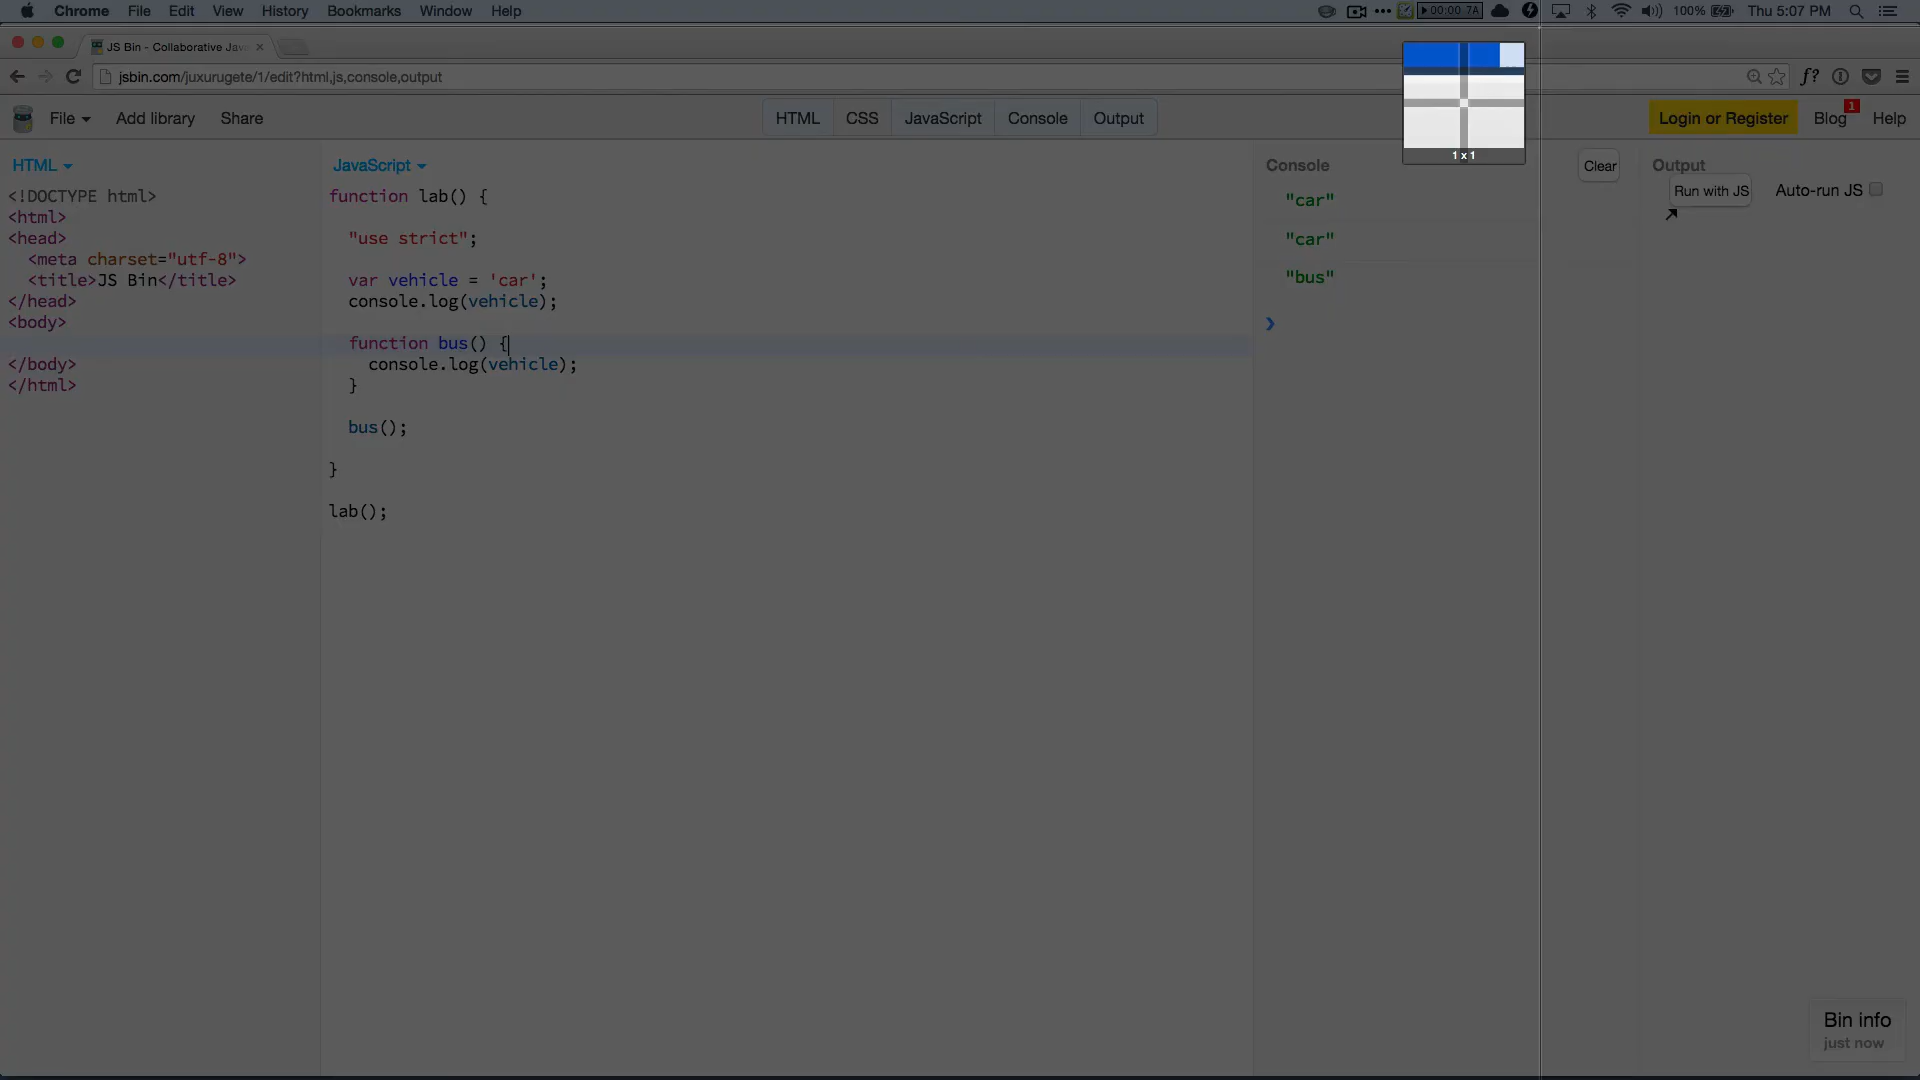 Chrome File Edit View History Bookmarks Window Help
100% Thu 5:07 PM
JS Bin - Collaborative Jav
jsbin.com/juxurugete/1/edit?html,js,console,output
f?
File Add library Share
HTML CSS JavaScript Console Output
Login or Register Blog 1 Help
1 x 1
HTML
<!DOCTYPE html>
<html>
<head>
<meta charset="utf-8">
<title>JS Bin</title>
</head>
<body>
</body>
</html>
JavaScript
function lab() {
"use strict";
var vehicle = 'car';
console.log(vehicle);
function bus() {
console.log(vehicle);
}
bus();
}
lab();
Console
Clear
"car"
"car"
"bus"
Output
Run with JS Auto-run JS
Bin info
just now